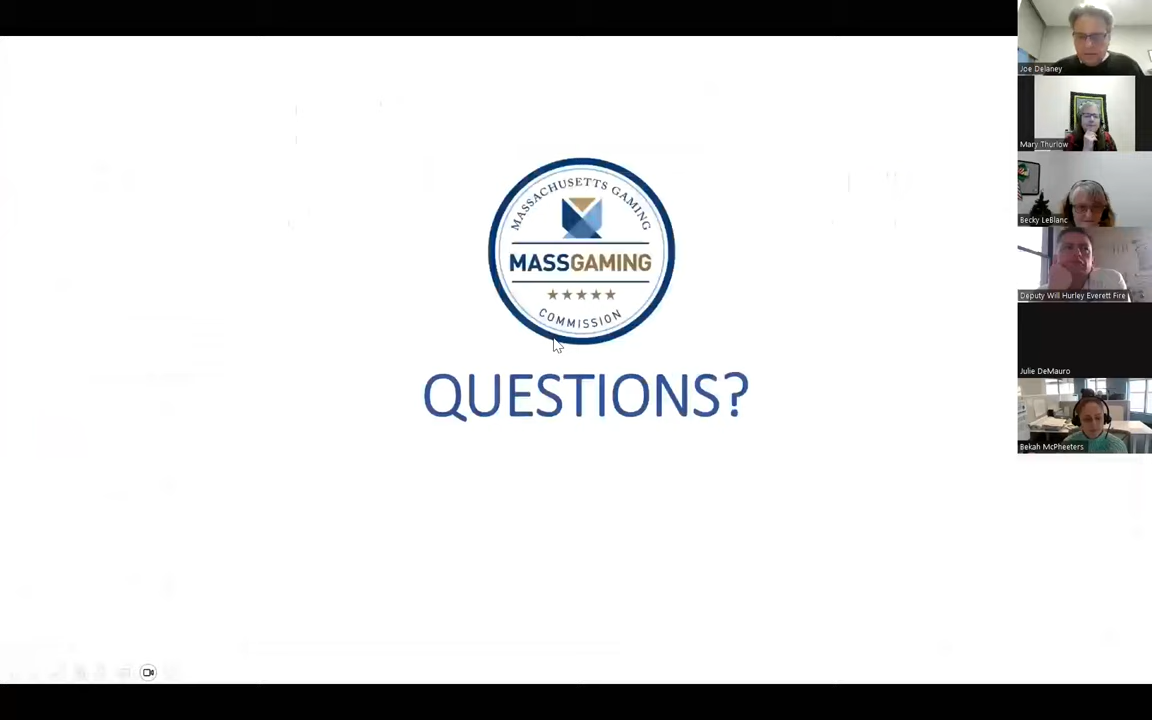 MASSACHUSETTS GAMING
MASSGAMING
COMMISSION
QUESTIONS?
Joe Delaney
Mary Thurlow
Becky LeBlanc
Deputy Will Hurley Everett Fire
Julie DeMauro
Bekah McPheeters